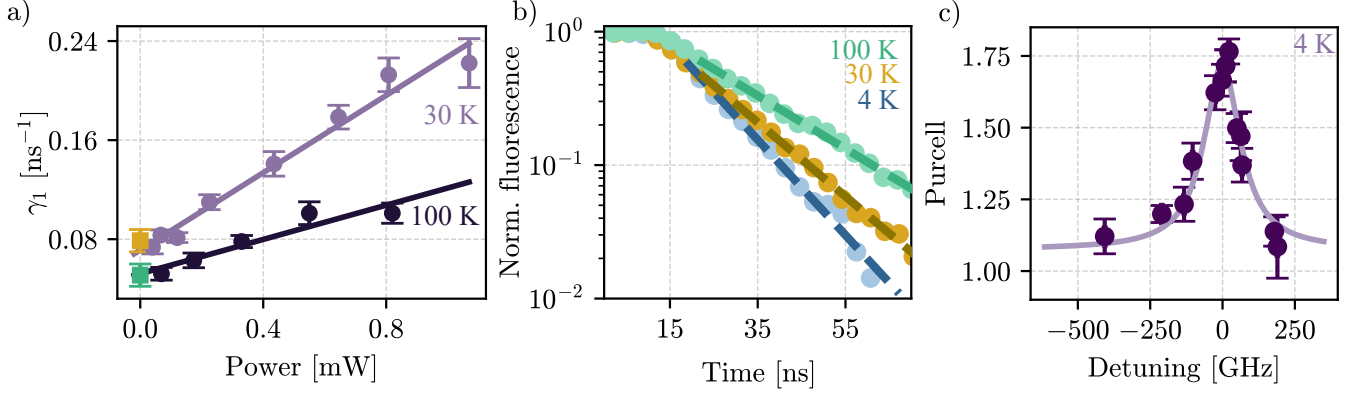 a)
γ₁ [ns⁻¹]
0.24
0.16
0.08
30 K
100 K
0.0
0.4
0.8
Power [mW]
b)
Norm. fluorescence
10⁰
10⁻¹
10⁻²
100 K
30 K
4 K
15
35
55
Time [ns]
c)
Purcell
1.75
1.50
1.25
1.00
4 K
−500
−250
0
250
Detuning [GHz]